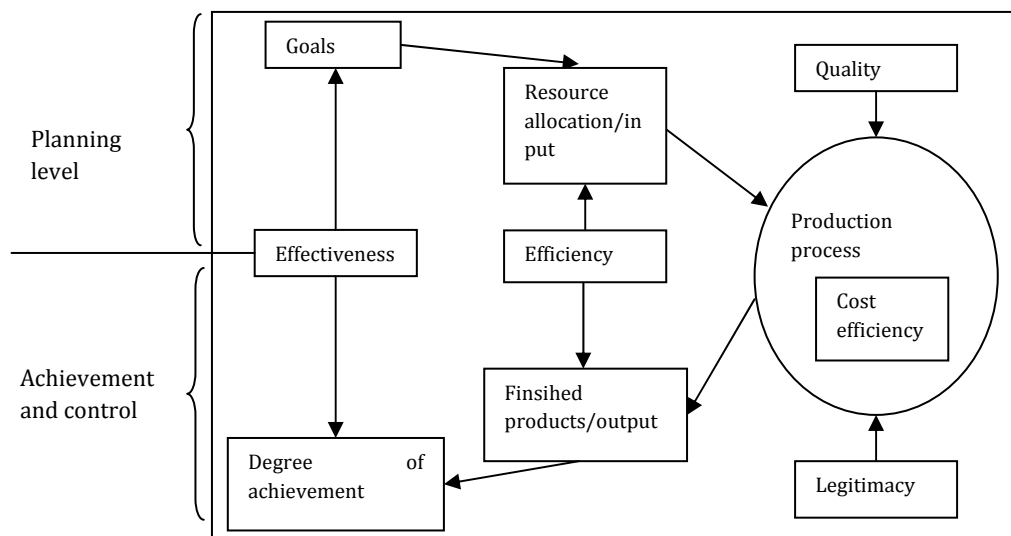 Goals
Resource
allocation/in
put
Quality
Planning
level
Production
process
Effectiveness
Efficiency
Cost
efficiency
Achievement
and control
Finsihed
products/output
Degree of
achievement
Legitimacy